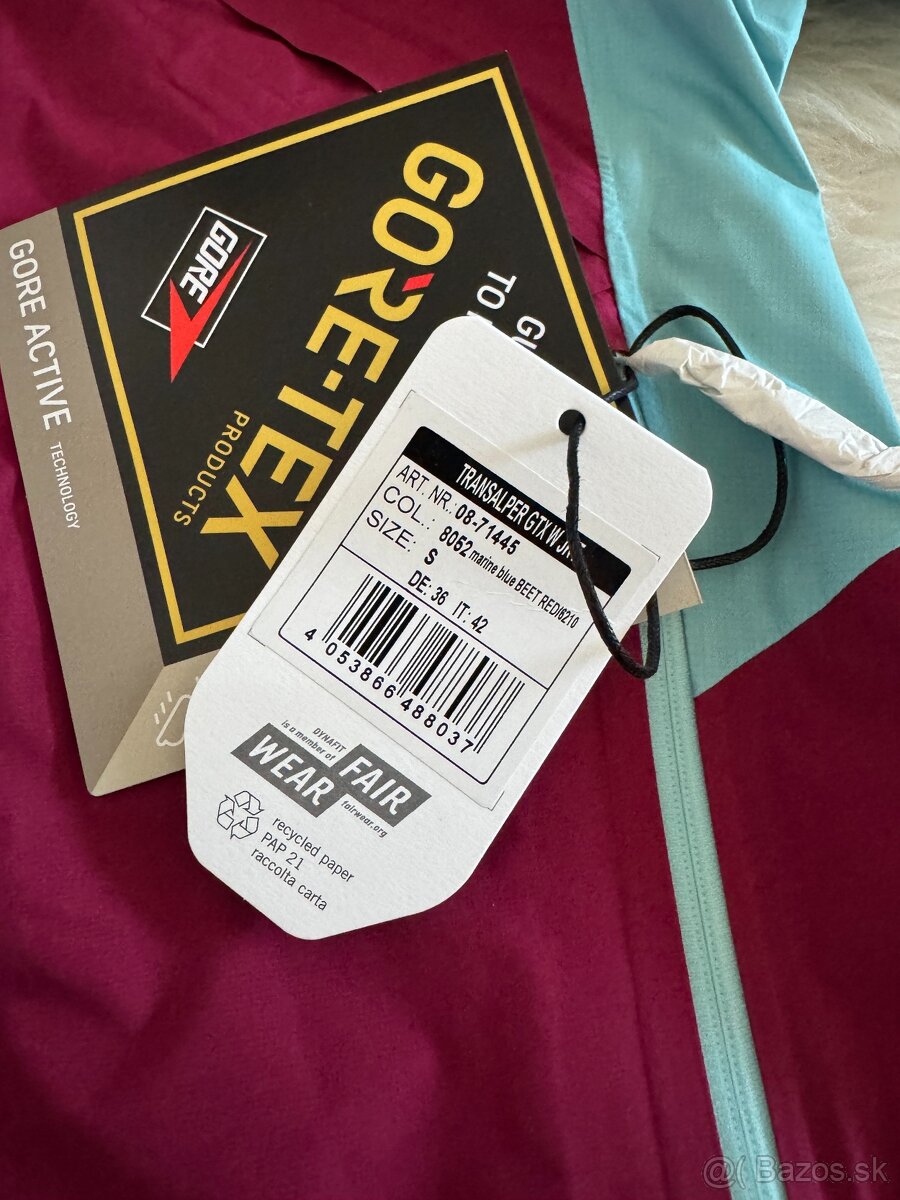 GORE ACTIVE TECHNOLOGY
GORE
GORE-TEX
PRODUCTS
TO
TRANSALPER GTX W
ART. NR.: 08-71445
COL.: 8062 marine blue BEET RED/6210
SIZE: S
DE: 36 IT: 42
4 053866 488037
DYNAFIT
is a member of
FAIR
WEAR
fairwear.org
recycled paper
PAP 21
raccolta carta
@( Bazos.sk